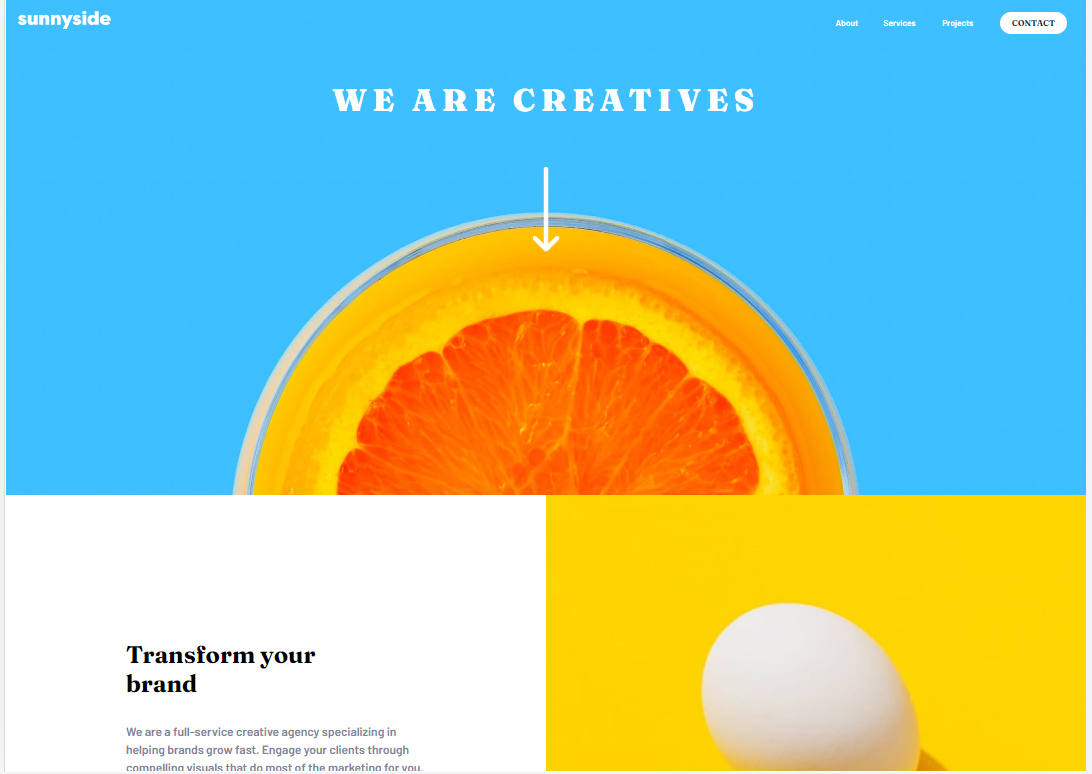 sunnyside
About Services Projects CONTACT
WE ARE CREATIVES
Transform your
brand
We are a full-service creative agency specializing in
helping brands grow fast. Engage your clients through
compelling visuals that do most of the marketing for you.